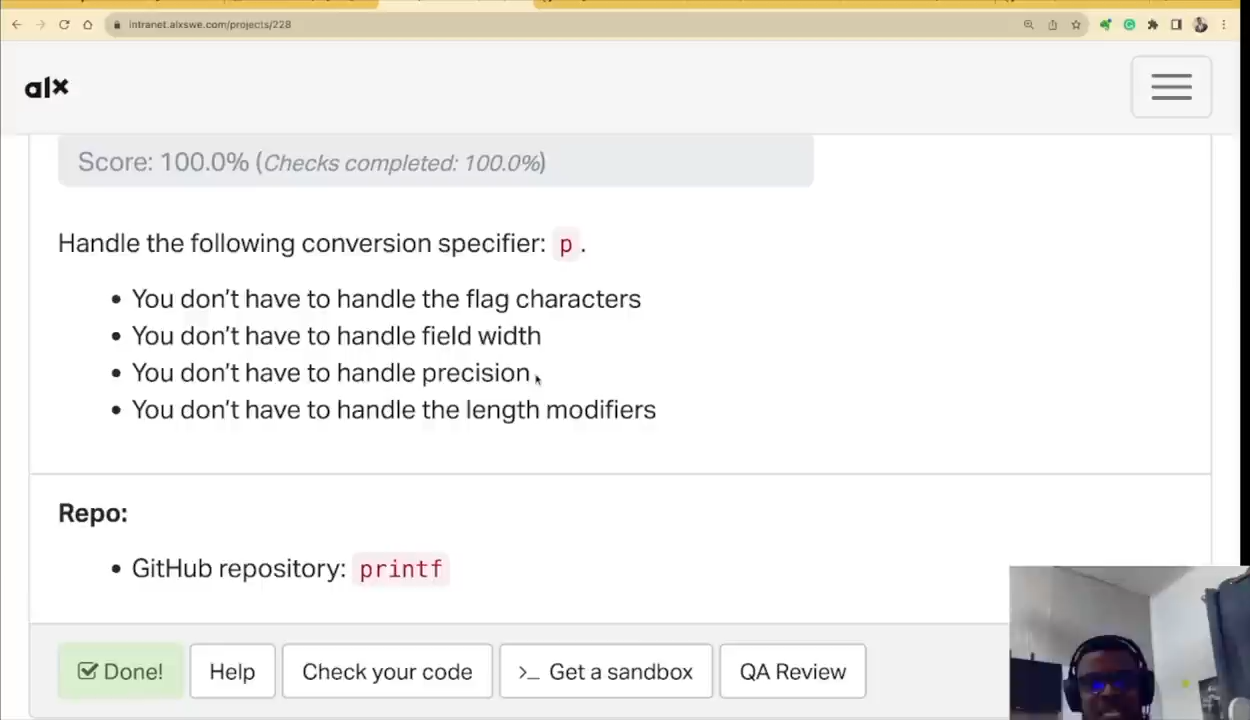 intranet.alxswe.com/projects/228
alx
Score: 100.0% (Checks completed: 100.0%)
Handle the following conversion specifier: p.
• You don't have to handle the flag characters
• You don't have to handle field width
• You don't have to handle precision
• You don't have to handle the length modifiers
Repo:
• GitHub repository: printf
Done! Help Check your code >_ Get a sandbox QA Review